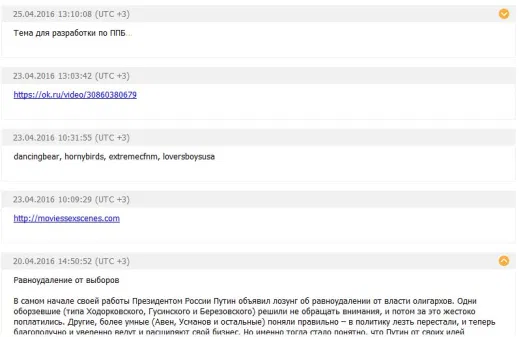 25.04.2016 13:10:08 (UTC +3)
Тема для разработки по ППБ...
23.04.2016 13:03:42 (UTC +3)
https://ok.ru/video/30860380679
23.04.2016 10:31:55 (UTC +3)
dancingbear, hornybirds, extremecfnm, loversboysusa
23.04.2016 10:09:29 (UTC +3)
http://moviessexscenes.com
20.04.2016 14:50:52 (UTC +3)
Равноудаление от выборов
В самом начале своей работы Президентом России Путин объявил лозунг об равноудалении от власти олигархов. Одни
оборзевшие (типа Ходорковского, Гусинского и Березовского) решили не обращать внимания, и потом за это жестоко
поплатились. Другие, более умные (Авен, Усманов и остальные) поняли правильно – в политику лезть перестали, и теперь
благополучно и уверенно ведут и расширяют свой бизнес. Но именно тогда стало понятно, что Путин от своих идей